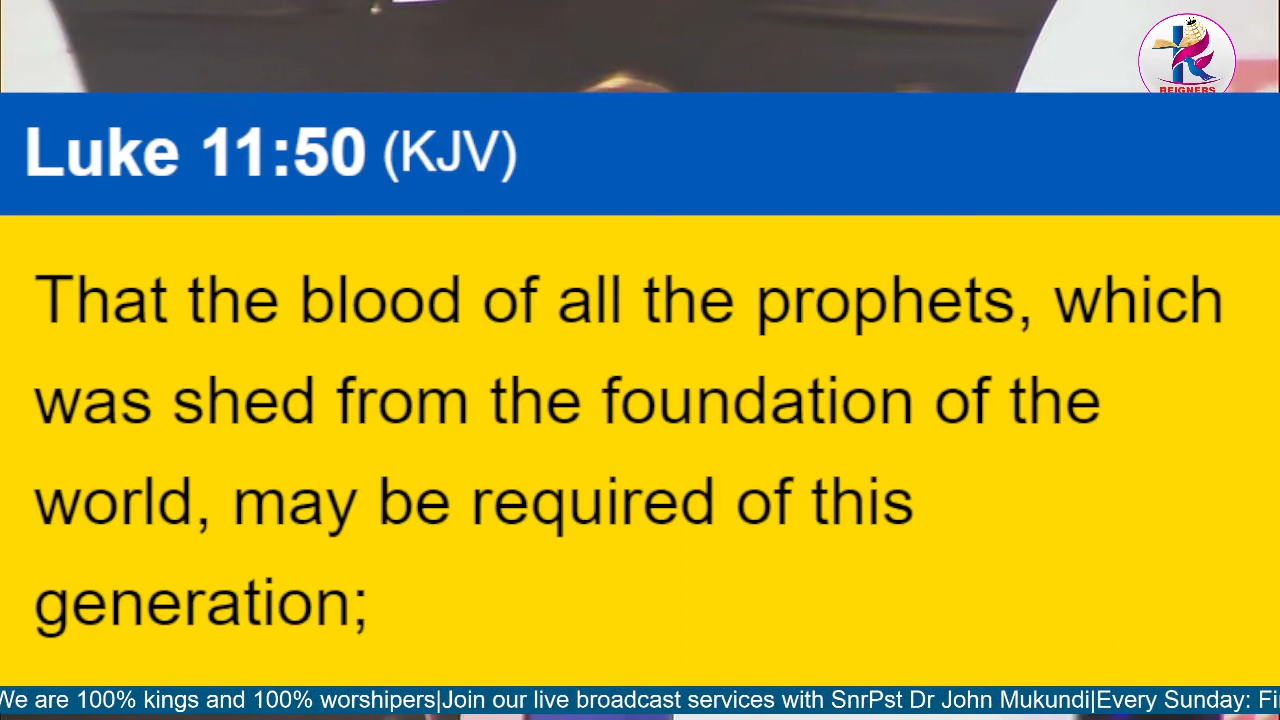 REIGNERS
Luke 11:50 (KJV)
That the blood of all the prophets, which
was shed from the foundation of the
world, may be required of this
generation;
We are 100% kings and 100% worshipers|Join our live broadcast services with SnrPst Dr John Mukundi|Every Sunday: